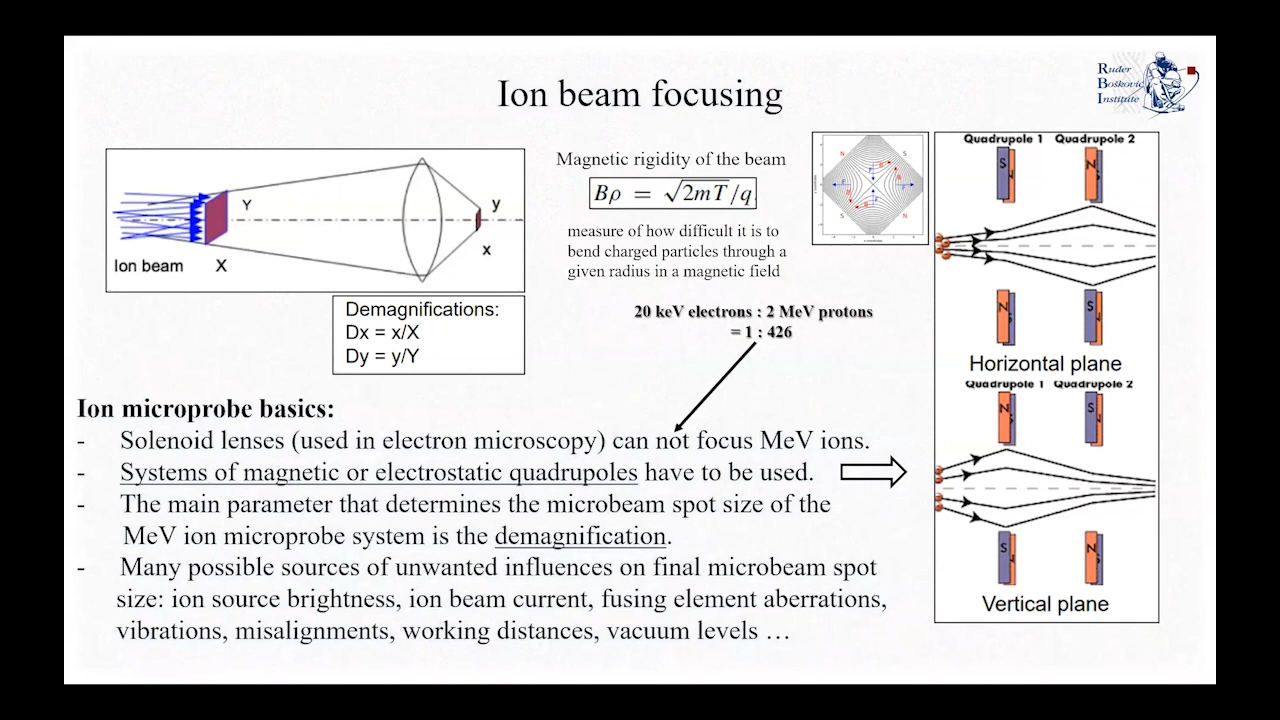 Ion beam focusing
Ruđer
Bošković
Institute
Y
y
x
Ion beam
X
Demagnifications:
Dx = x/X
Dy = y/Y
Magnetic rigidity of the beam
Bρ = √2mT/q
measure of how difficult it is to
bend charged particles through a
given radius in a magnetic field
20 keV electrons : 2 MeV protons
= 1 : 426
N
S
S
N
Quadrupole 1 Quadrupole 2
S
N
N
S
N
S
S
Horizontal plane
Quadrupole 1 Quadrupole 2
N
S
S
N
Vertical plane
Ion microprobe basics:
- Solenoid lenses (used in electron microscopy) can not focus MeV ions.
- Systems of magnetic or electrostatic quadrupoles have to be used.
- The main parameter that determines the microbeam spot size of the
MeV ion microprobe system is the demagnification.
- Many possible sources of unwanted influences on final microbeam spot
size: ion source brightness, ion beam current, fusing element aberrations,
vibrations, misalignments, working distances, vacuum levels …